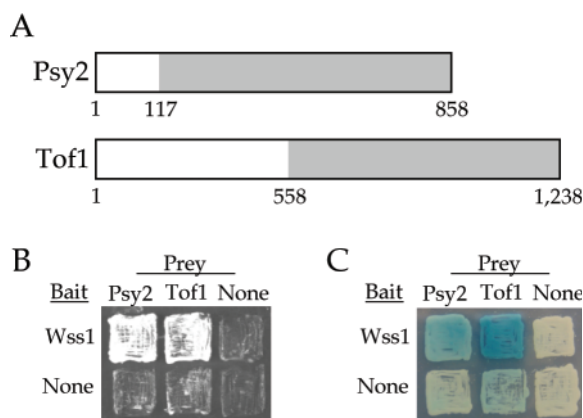 A
Psy2
1 117 858
Tof1
1 558 1,238
B
Prey
Bait Psy2 Tof1 None
Wss1
None
C
Prey
Bait Psy2 Tof1 None
Wss1
None